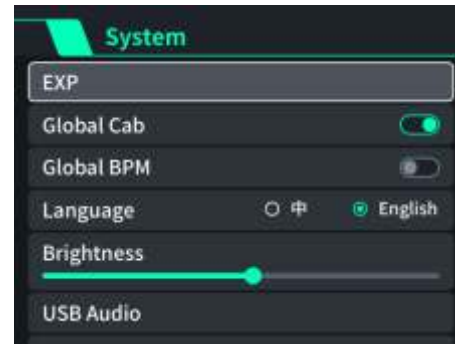 System
EXP
Global Cab
Global BPM
Language 中 English
Brightness
USB Audio